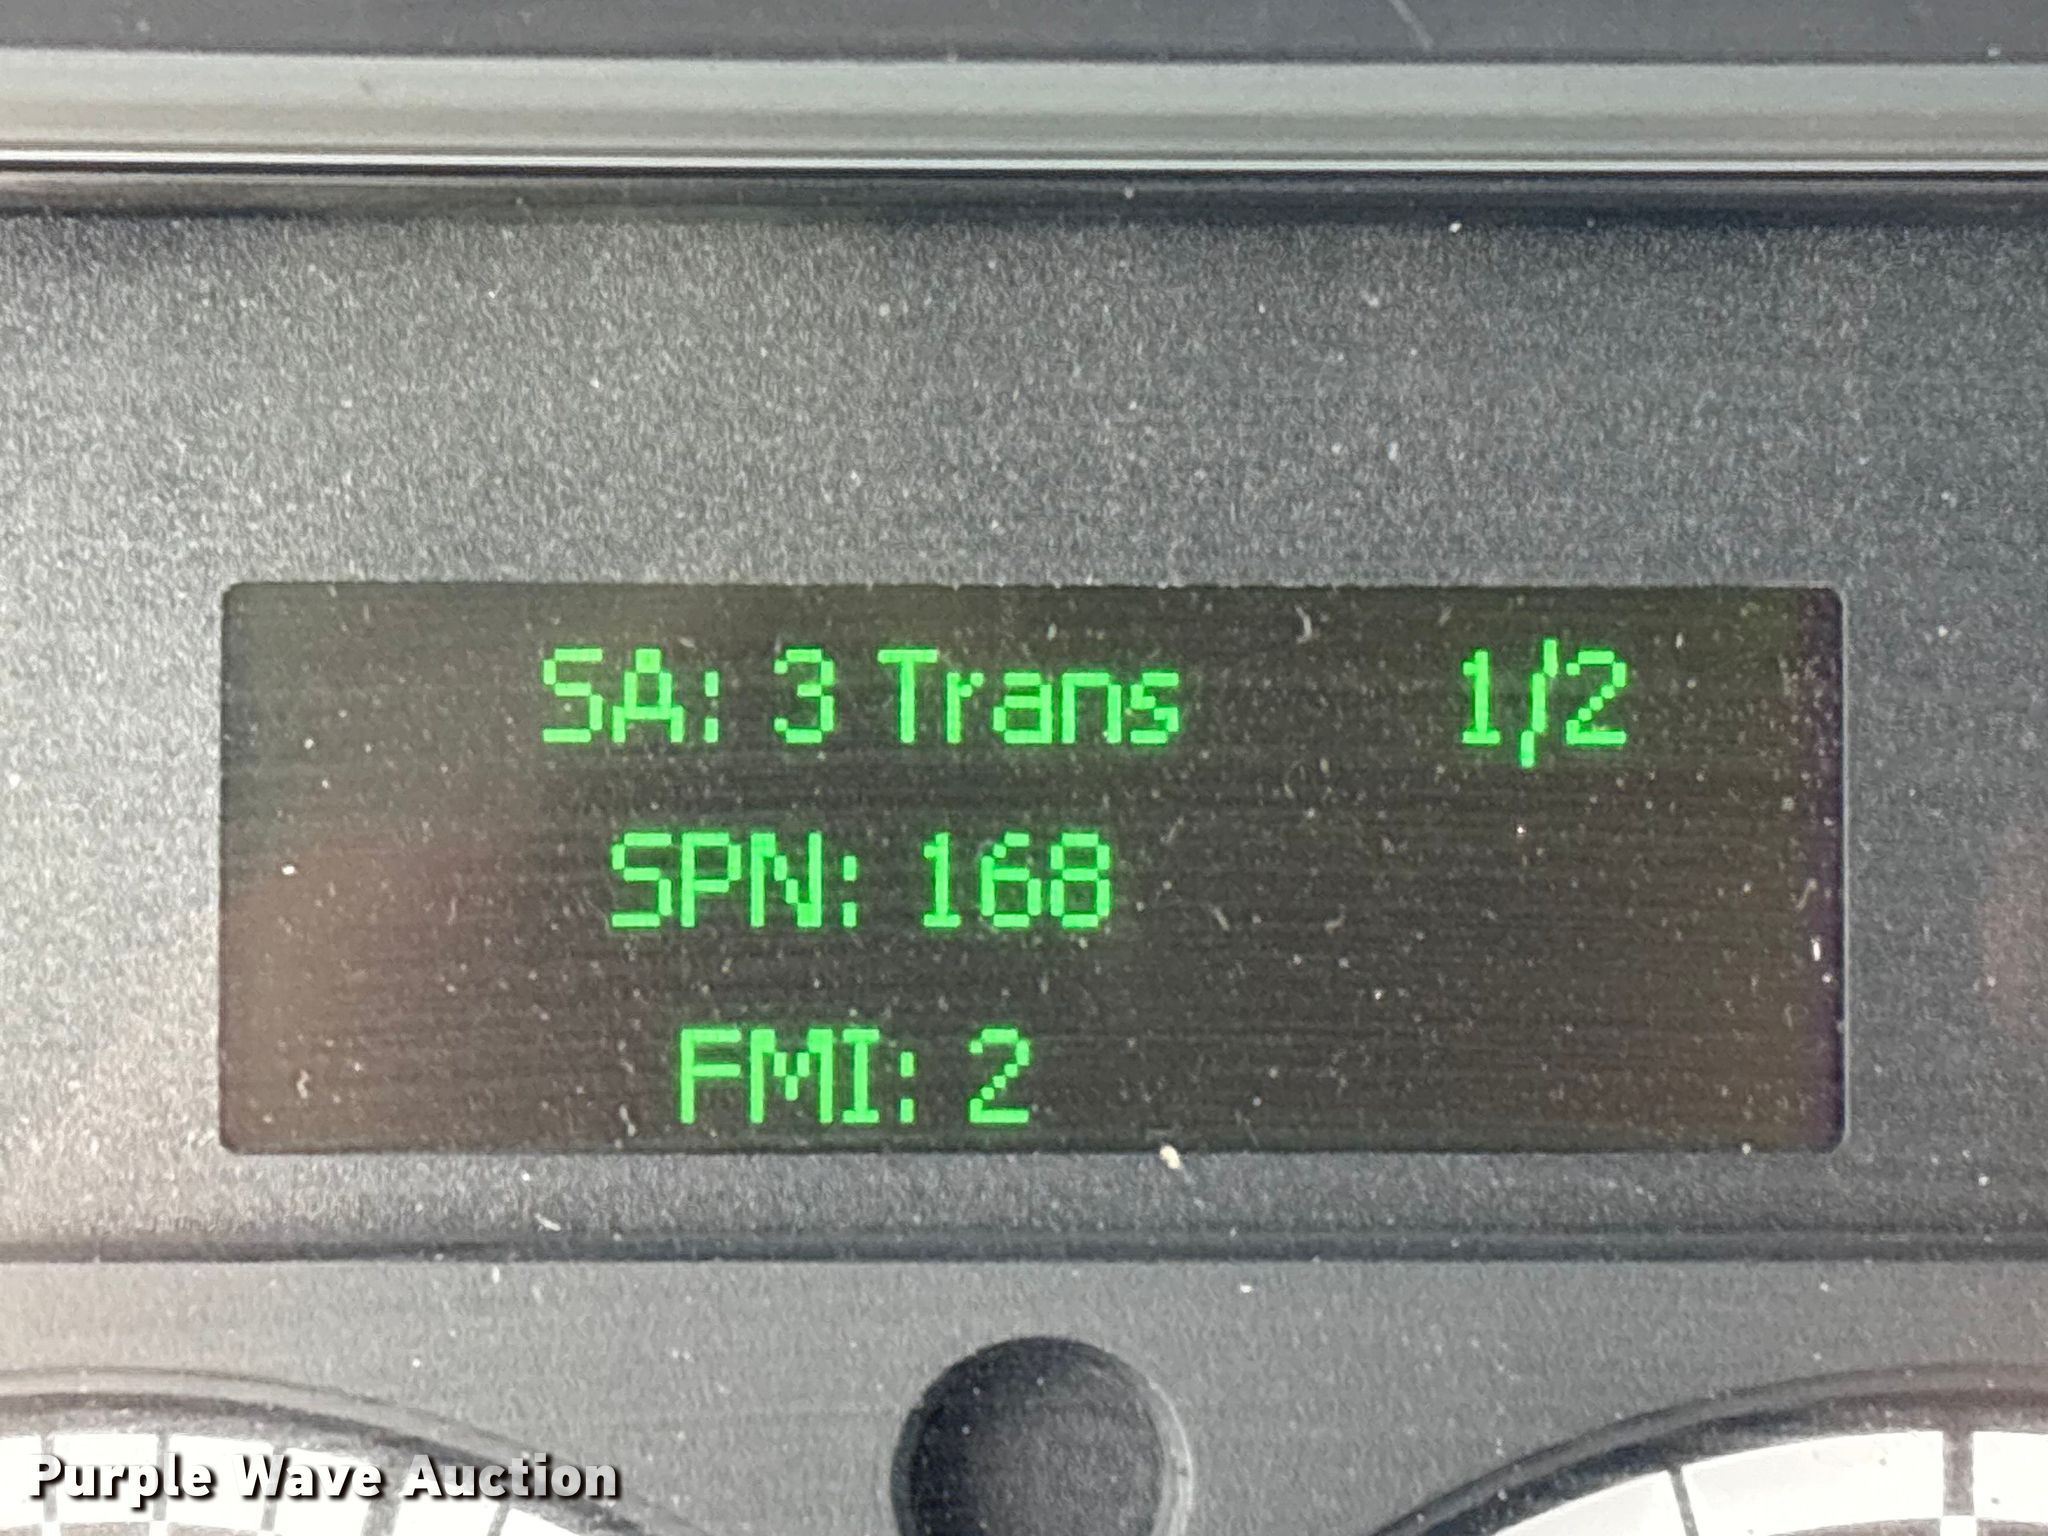 SA: 3 Trans 1/2
SPN: 168
FMI: 2
Purple Wave Auction